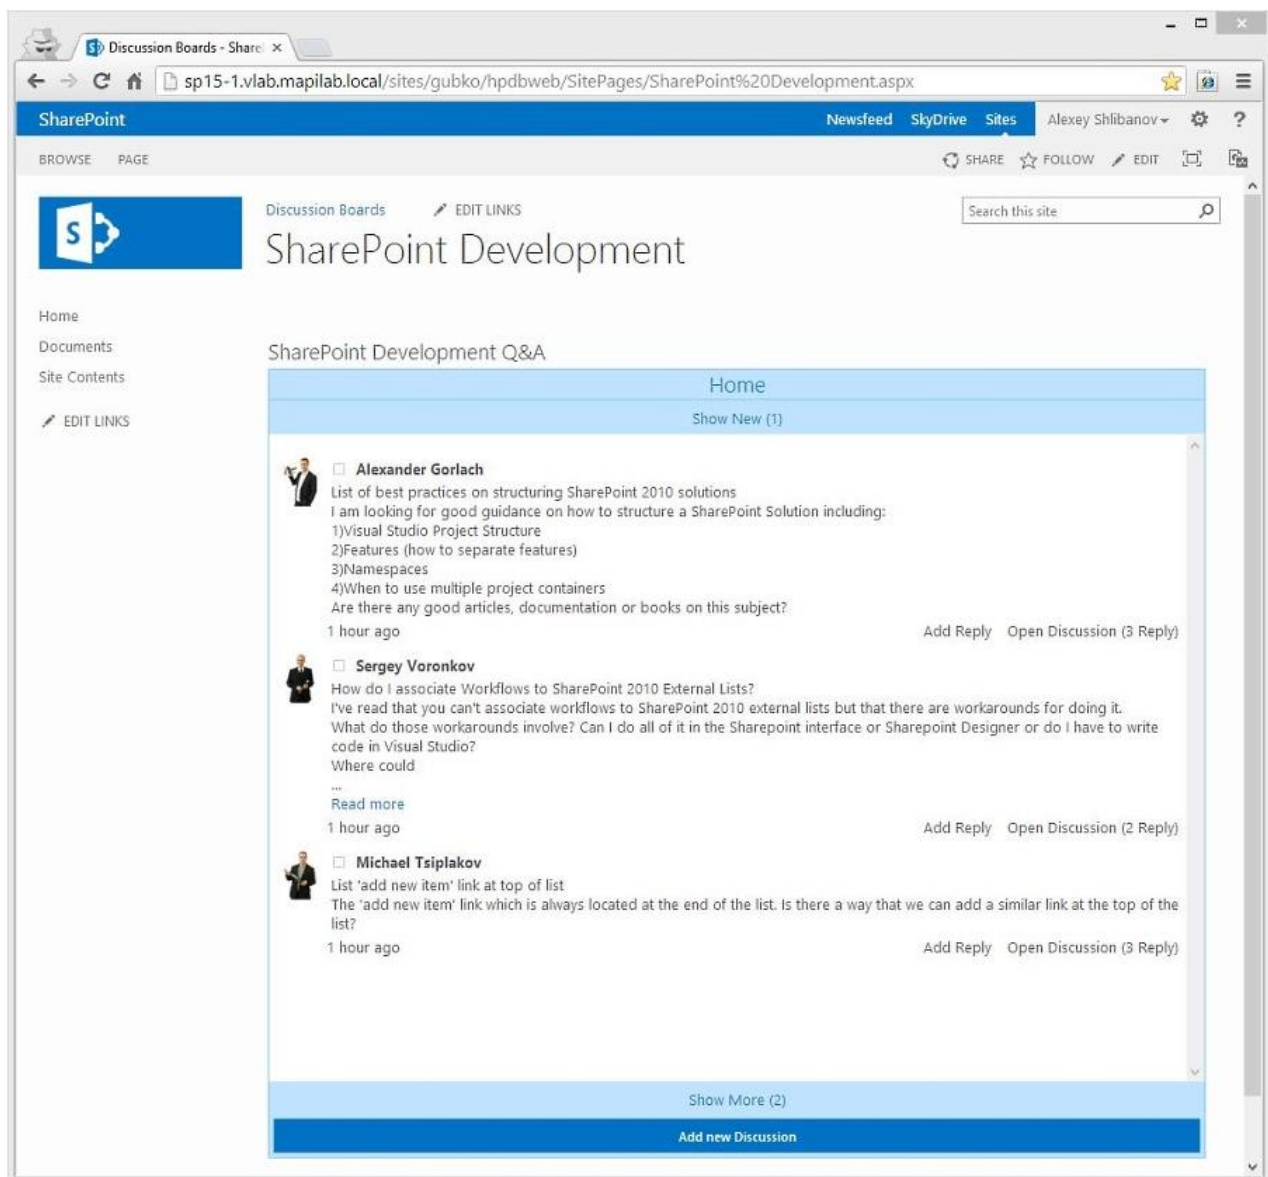 Discussion Boards - Share
sp15-1.vlab.mapilab.local/sites/gubko/hpdbweb/SitePages/SharePoint%20Development.aspx
SharePoint
Newsfeed SkyDrive Sites Alexey Shlibanov ?
BROWSE PAGE
SHARE FOLLOW EDIT
Discussion Boards EDIT LINKS
Search this site
S
SharePoint Development
Home
Documents
Site Contents
EDIT LINKS
SharePoint Development Q&A
Home
Show New (1)
Alexander Gorlach
List of best practices on structuring SharePoint 2010 solutions
I am looking for good guidance on how to structure a SharePoint Solution including:
1)Visual Studio Project Structure
2)Features (how to separate features)
3)Namespaces
4)When to use multiple project containers
Are there any good articles, documentation or books on this subject?
1 hour ago Add Reply Open Discussion (3 Reply)
Sergey Voronkov
How do I associate Workflows to SharePoint 2010 External Lists?
I've read that you can't associate workflows to SharePoint 2010 external lists but that there are workarounds for doing it.
What do those workarounds involve? Can I do all of it in the Sharepoint interface or Sharepoint Designer or do I have to write
code in Visual Studio?
Where could
...
Read more
1 hour ago Add Reply Open Discussion (2 Reply)
Michael Tsiplakov
List 'add new item' link at top of list
The 'add new item' link which is always located at the end of the list. Is there a way that we can add a similar link at the top of the
list?
1 hour ago Add Reply Open Discussion (3 Reply)
Show More (2)
Add new Discussion